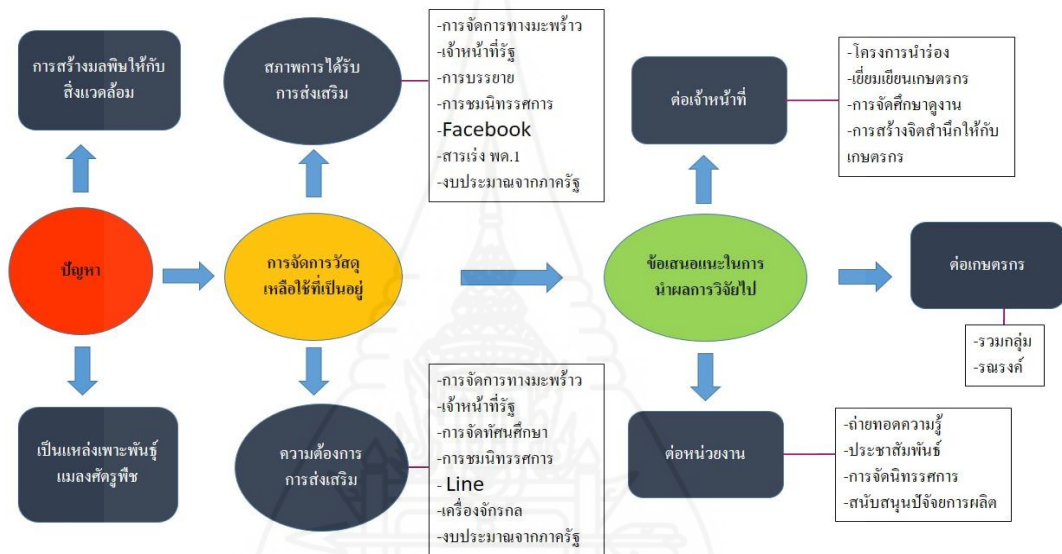 การสร้างมลพิษให้กับ
สิ่งแวดล้อม
ปัญหา
เป็นแหล่งเพาะพันธุ์
แมลงศัตรูพืช
สภาพการได้รับ
การส่งเสริม
-การจัดการทางมะพร้าว
-เจ้าหน้าที่รัฐ
-การบรรยาย
-การชมนิทรรศการ
-Facebook
-สารเร่ง พด.1
-งบประมาณจากภาครัฐ
การจัดการวัสดุ
เหลือใช้ที่เป็นอยู่
ความต้องการ
การส่งเสริม
-การจัดการทางมะพร้าว
-เจ้าหน้าที่รัฐ
-การจัดทัศนศึกษา
-การชมนิทรรศการ
- Line
-เครื่องจักรกล
-งบประมาณจากภาครัฐ
ต่อเจ้าหน้าที่
-โครงการนำร่อง
-เยี่ยมเยียนเกษตรกร
-การจัดศึกษาดูงาน
-การสร้างจิตสำนึกให้กับ
เกษตรกร
ข้อเสนอแนะในการ
นำผลการวิจัยไป
ต่อเกษตรกร
-รวมกลุ่ม
-รณรงค์
ต่อหน่วยงาน
-ถ่ายทอดความรู้
-ประชาสัมพันธ์
-การจัดนิทรรศการ
-สนับสนุนปัจจัยการผลิต